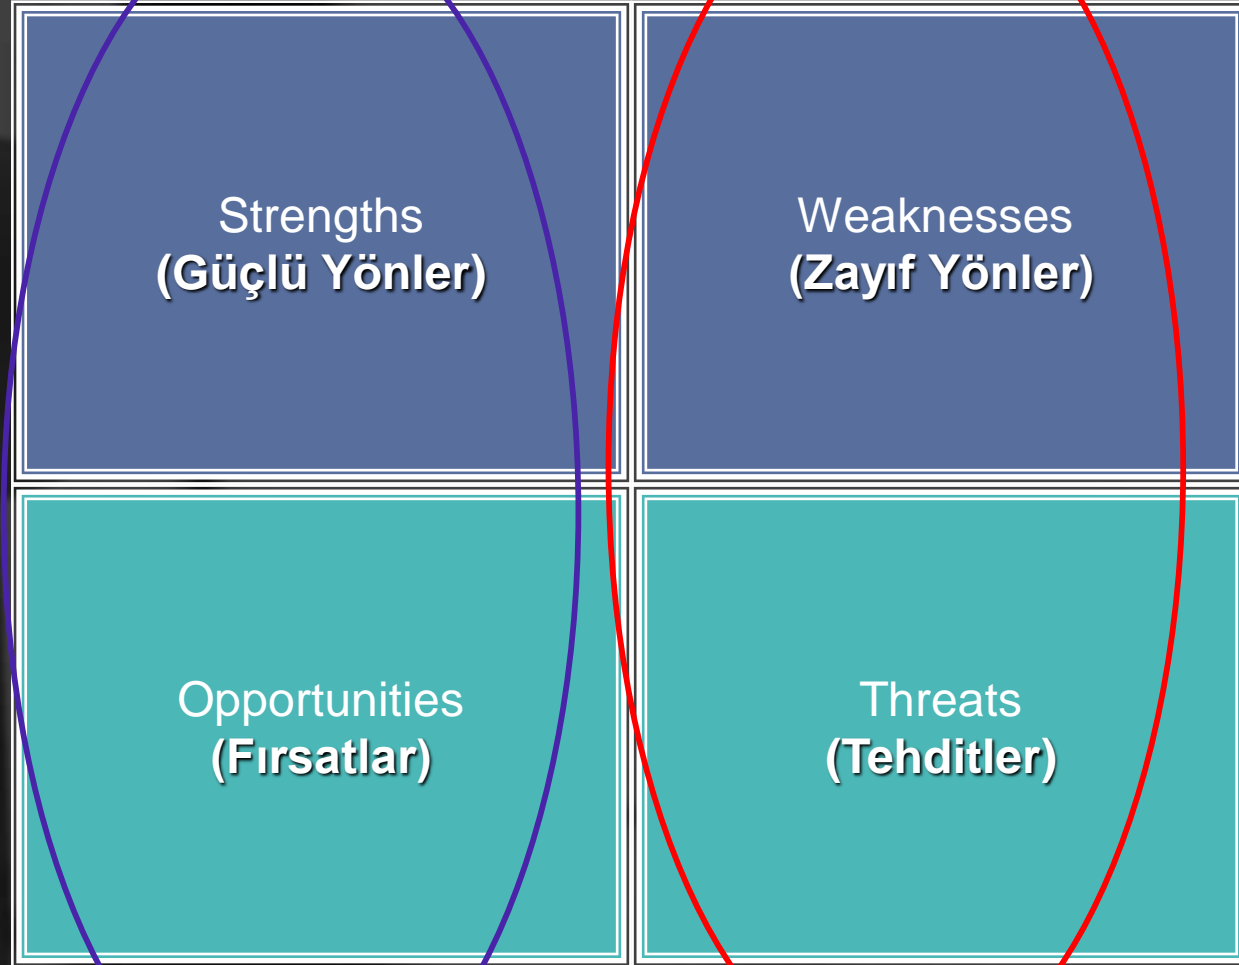 Strengths
(Güçlü Yönler)
Weaknesses
(Zayıf Yönler)
Opportunities
(Fırsatlar)
Threats
(Tehditler)